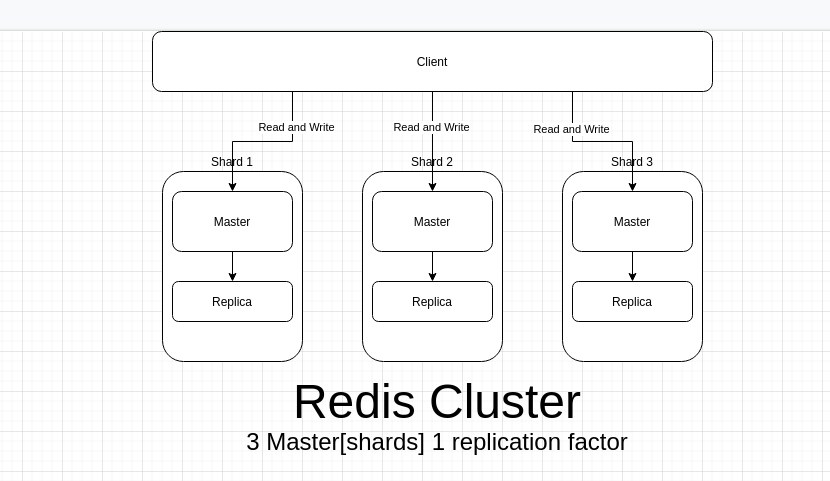 Client
Read and Write
Read and Write
Read and Write
Shard 1
Shard 2
Shard 3
Master
Master
Master
Replica
Replica
Replica
Redis Cluster
3 Master[shards] 1 replication factor